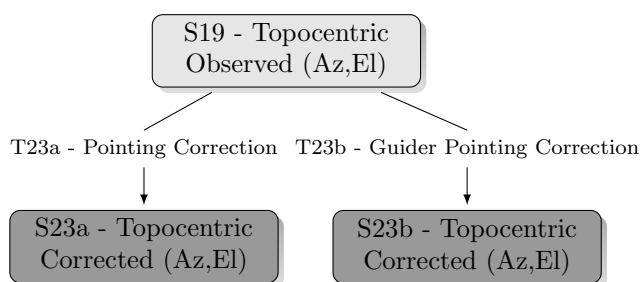 S19 - Topocentric
Observed (Az,El)
T23a - Pointing Correction
T23b - Guider Pointing Correction
S23a - Topocentric
Corrected (Az,El)
S23b - Topocentric
Corrected (Az,El)